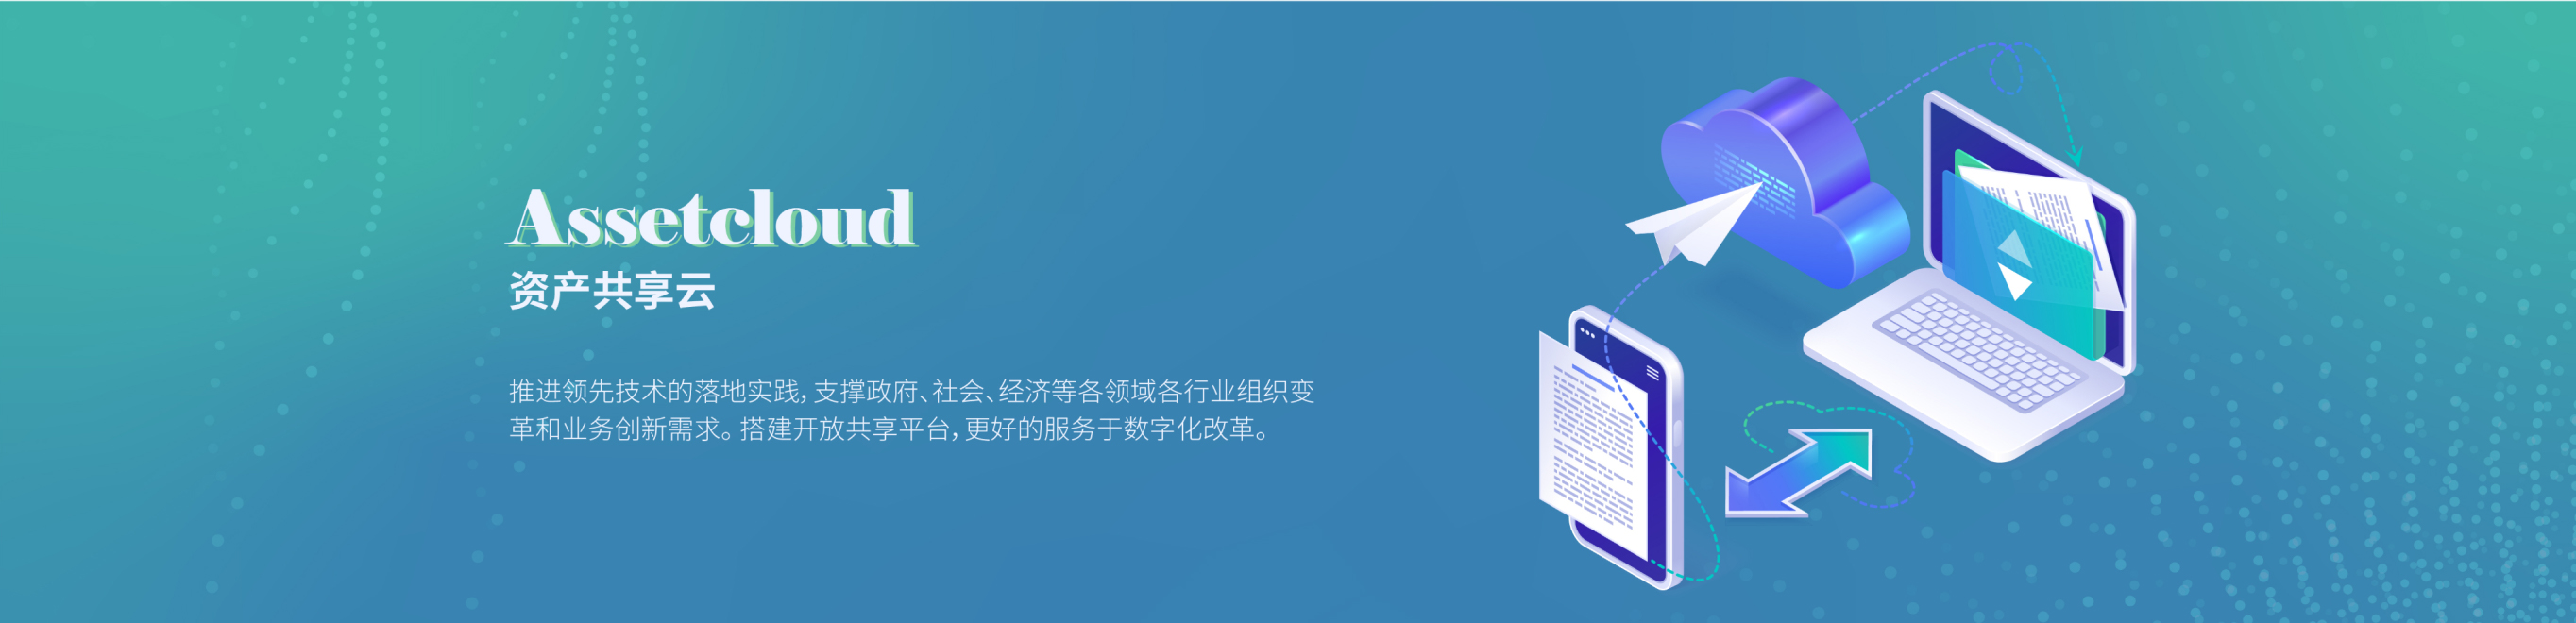 Assetcloud
资产共享云
推进领先技术的落地实践，支撑政府、社会、经济等各领域各行业组织变
革和业务创新需求。搭建开放共享平台，更好的服务于数字化改革。